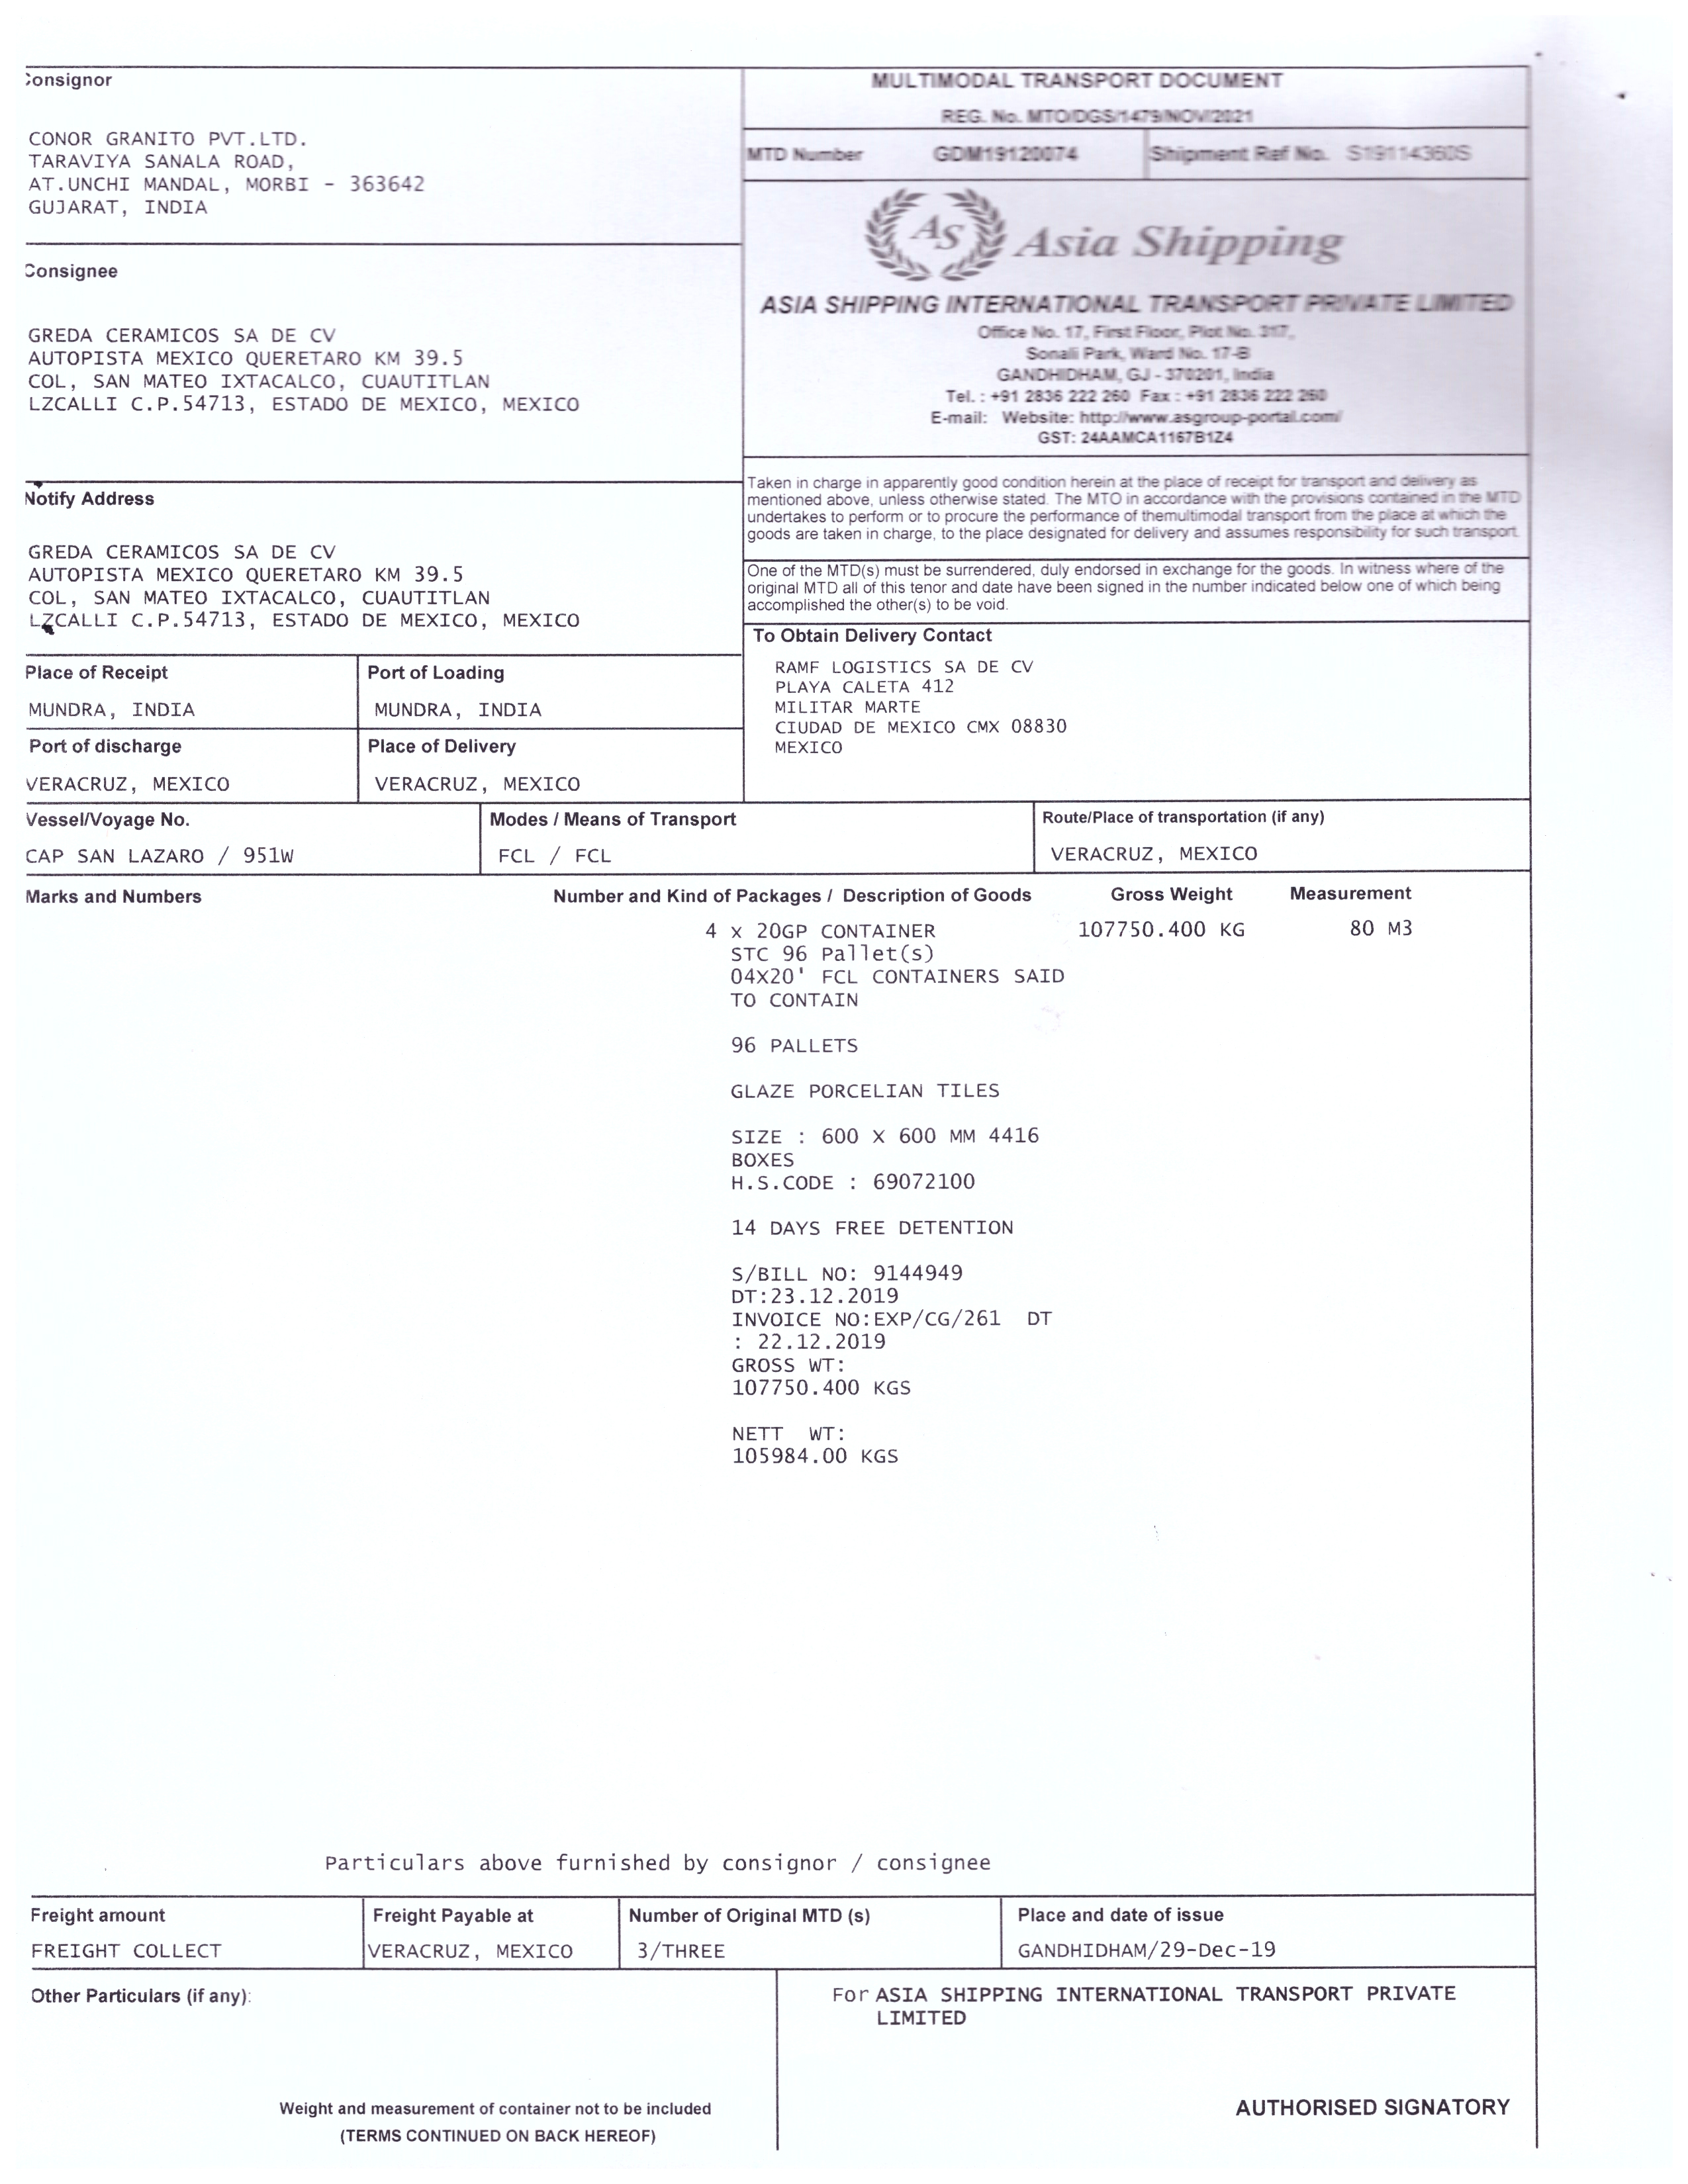 Consignor
CONOR GRANITO PVT.LTD.
TARAVIYA SANALA ROAD,
AT.UNCHI MANDAL, MORBI - 363642
GUJARAT, INDIA
MULTIMODAL TRANSPORT DOCUMENT
REG. No. MTO/DGS/1479/NOV/2021
MTD Number GDM19120074 Shipment Ref No. S19114360S
AS Asia Shipping
ASIA SHIPPING INTERNATIONAL TRANSPORT PRIVATE LIMITED
Office No. 17, First Floor, Plot No. 317,
Sonali Park, Ward No. 17-B
GANDHIDHAM, GJ - 370201, India
Tel. : +91 2836 222 260 Fax : +91 2836 222 260
E-mail: Website: http://www.asgroup-portal.com/
GST: 24AAMCA1167B1Z4
Consignee
GREDA CERAMICOS SA DE CV
AUTOPISTA MEXICO QUERETARO KM 39.5
COL, SAN MATEO IXTACALCO, CUAUTITLAN
LZCALLI C.P.54713, ESTADO DE MEXICO, MEXICO
Notify Address
GREDA CERAMICOS SA DE CV
AUTOPISTA MEXICO QUERETARO KM 39.5
COL, SAN MATEO IXTACALCO, CUAUTITLAN
LZCALLI C.P.54713, ESTADO DE MEXICO, MEXICO
Taken in charge in apparently good condition herein at the place of receipt for transport and delivery as
mentioned above, unless otherwise stated. The MTO in accordance with the provisions contained in the MTD
undertakes to perform or to procure the performance of themultimodal transport from the place at which the
goods are taken in charge, to the place designated for delivery and assumes responsibility for such transport.
One of the MTD(s) must be surrendered, duly endorsed in exchange for the goods. In witness where of the
original MTD all of this tenor and date have been signed in the number indicated below one of which being
accomplished the other(s) to be void.
To Obtain Delivery Contact
RAMF LOGISTICS SA DE CV
PLAYA CALETA 412
MILITAR MARTE
CIUDAD DE MEXICO CMX 08830
MEXICO
Place of Receipt Port of Loading
MUNDRA, INDIA MUNDRA, INDIA
Port of discharge Place of Delivery
VERACRUZ, MEXICO VERACRUZ, MEXICO
Vessel/Voyage No. Modes / Means of Transport Route/Place of transportation (if any)
CAP SAN LAZARO / 951W FCL / FCL VERACRUZ, MEXICO
Marks and Numbers Number and Kind of Packages / Description of Goods Gross Weight Measurement
4 x 20GP CONTAINER 107750.400 KG 80 M3
STC 96 Pallet(s)
04X20' FCL CONTAINERS SAID
TO CONTAIN
96 PALLETS
GLAZE PORCELIAN TILES
SIZE : 600 X 600 MM 4416
BOXES
H.S.CODE : 69072100
14 DAYS FREE DETENTION
S/BILL NO: 9144949
DT:23.12.2019
INVOICE NO:EXP/CG/261 DT
: 22.12.2019
GROSS WT:
107750.400 KGS
NETT WT:
105984.00 KGS
Particulars above furnished by consignor / consignee
Freight amount Freight Payable at Number of Original MTD (s) Place and date of issue
FREIGHT COLLECT VERACRUZ, MEXICO 3/THREE GANDHIDHAM/29-Dec-19
Other Particulars (if any):
For ASIA SHIPPING INTERNATIONAL TRANSPORT PRIVATE
LIMITED
Weight and measurement of container not to be included
(TERMS CONTINUED ON BACK HEREOF)
AUTHORISED SIGNATORY